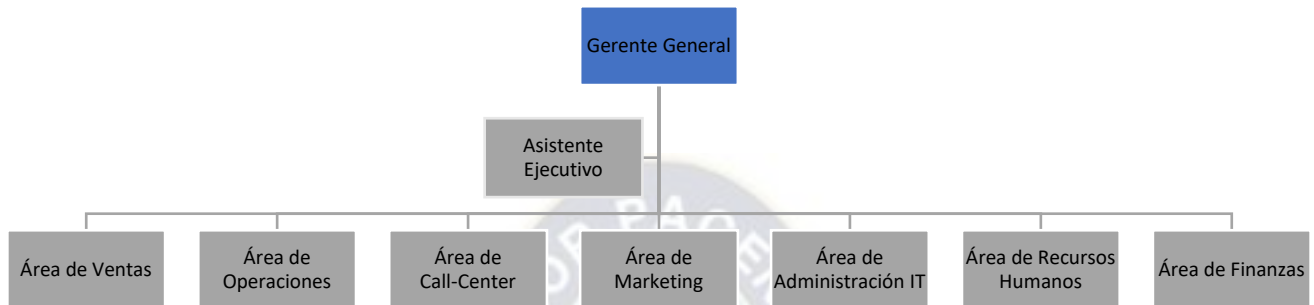 Gerente General
Asistente
Ejecutivo
Área de Ventas
Área de
Operaciones
Área de
Call-Center
Área de
Marketing
Área de
Administración IT
Área de Recursos
Humanos
Área de Finanzas